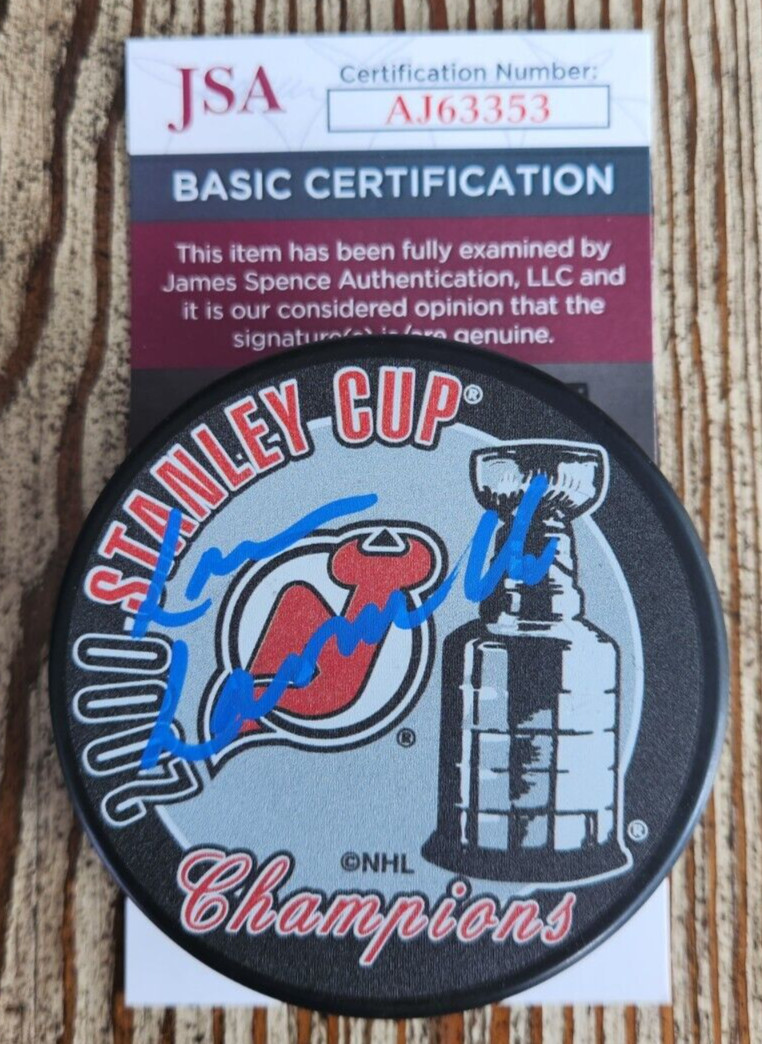 JSA
Certification Number:
AJ63353
BASIC CERTIFICATION
This item has been fully examined by
James Spence Authentication, LLC and
it is our considered opinion that the
signature(s) is/are genuine.
2000 STANLEY CUP®
®
®
©NHL
Champions